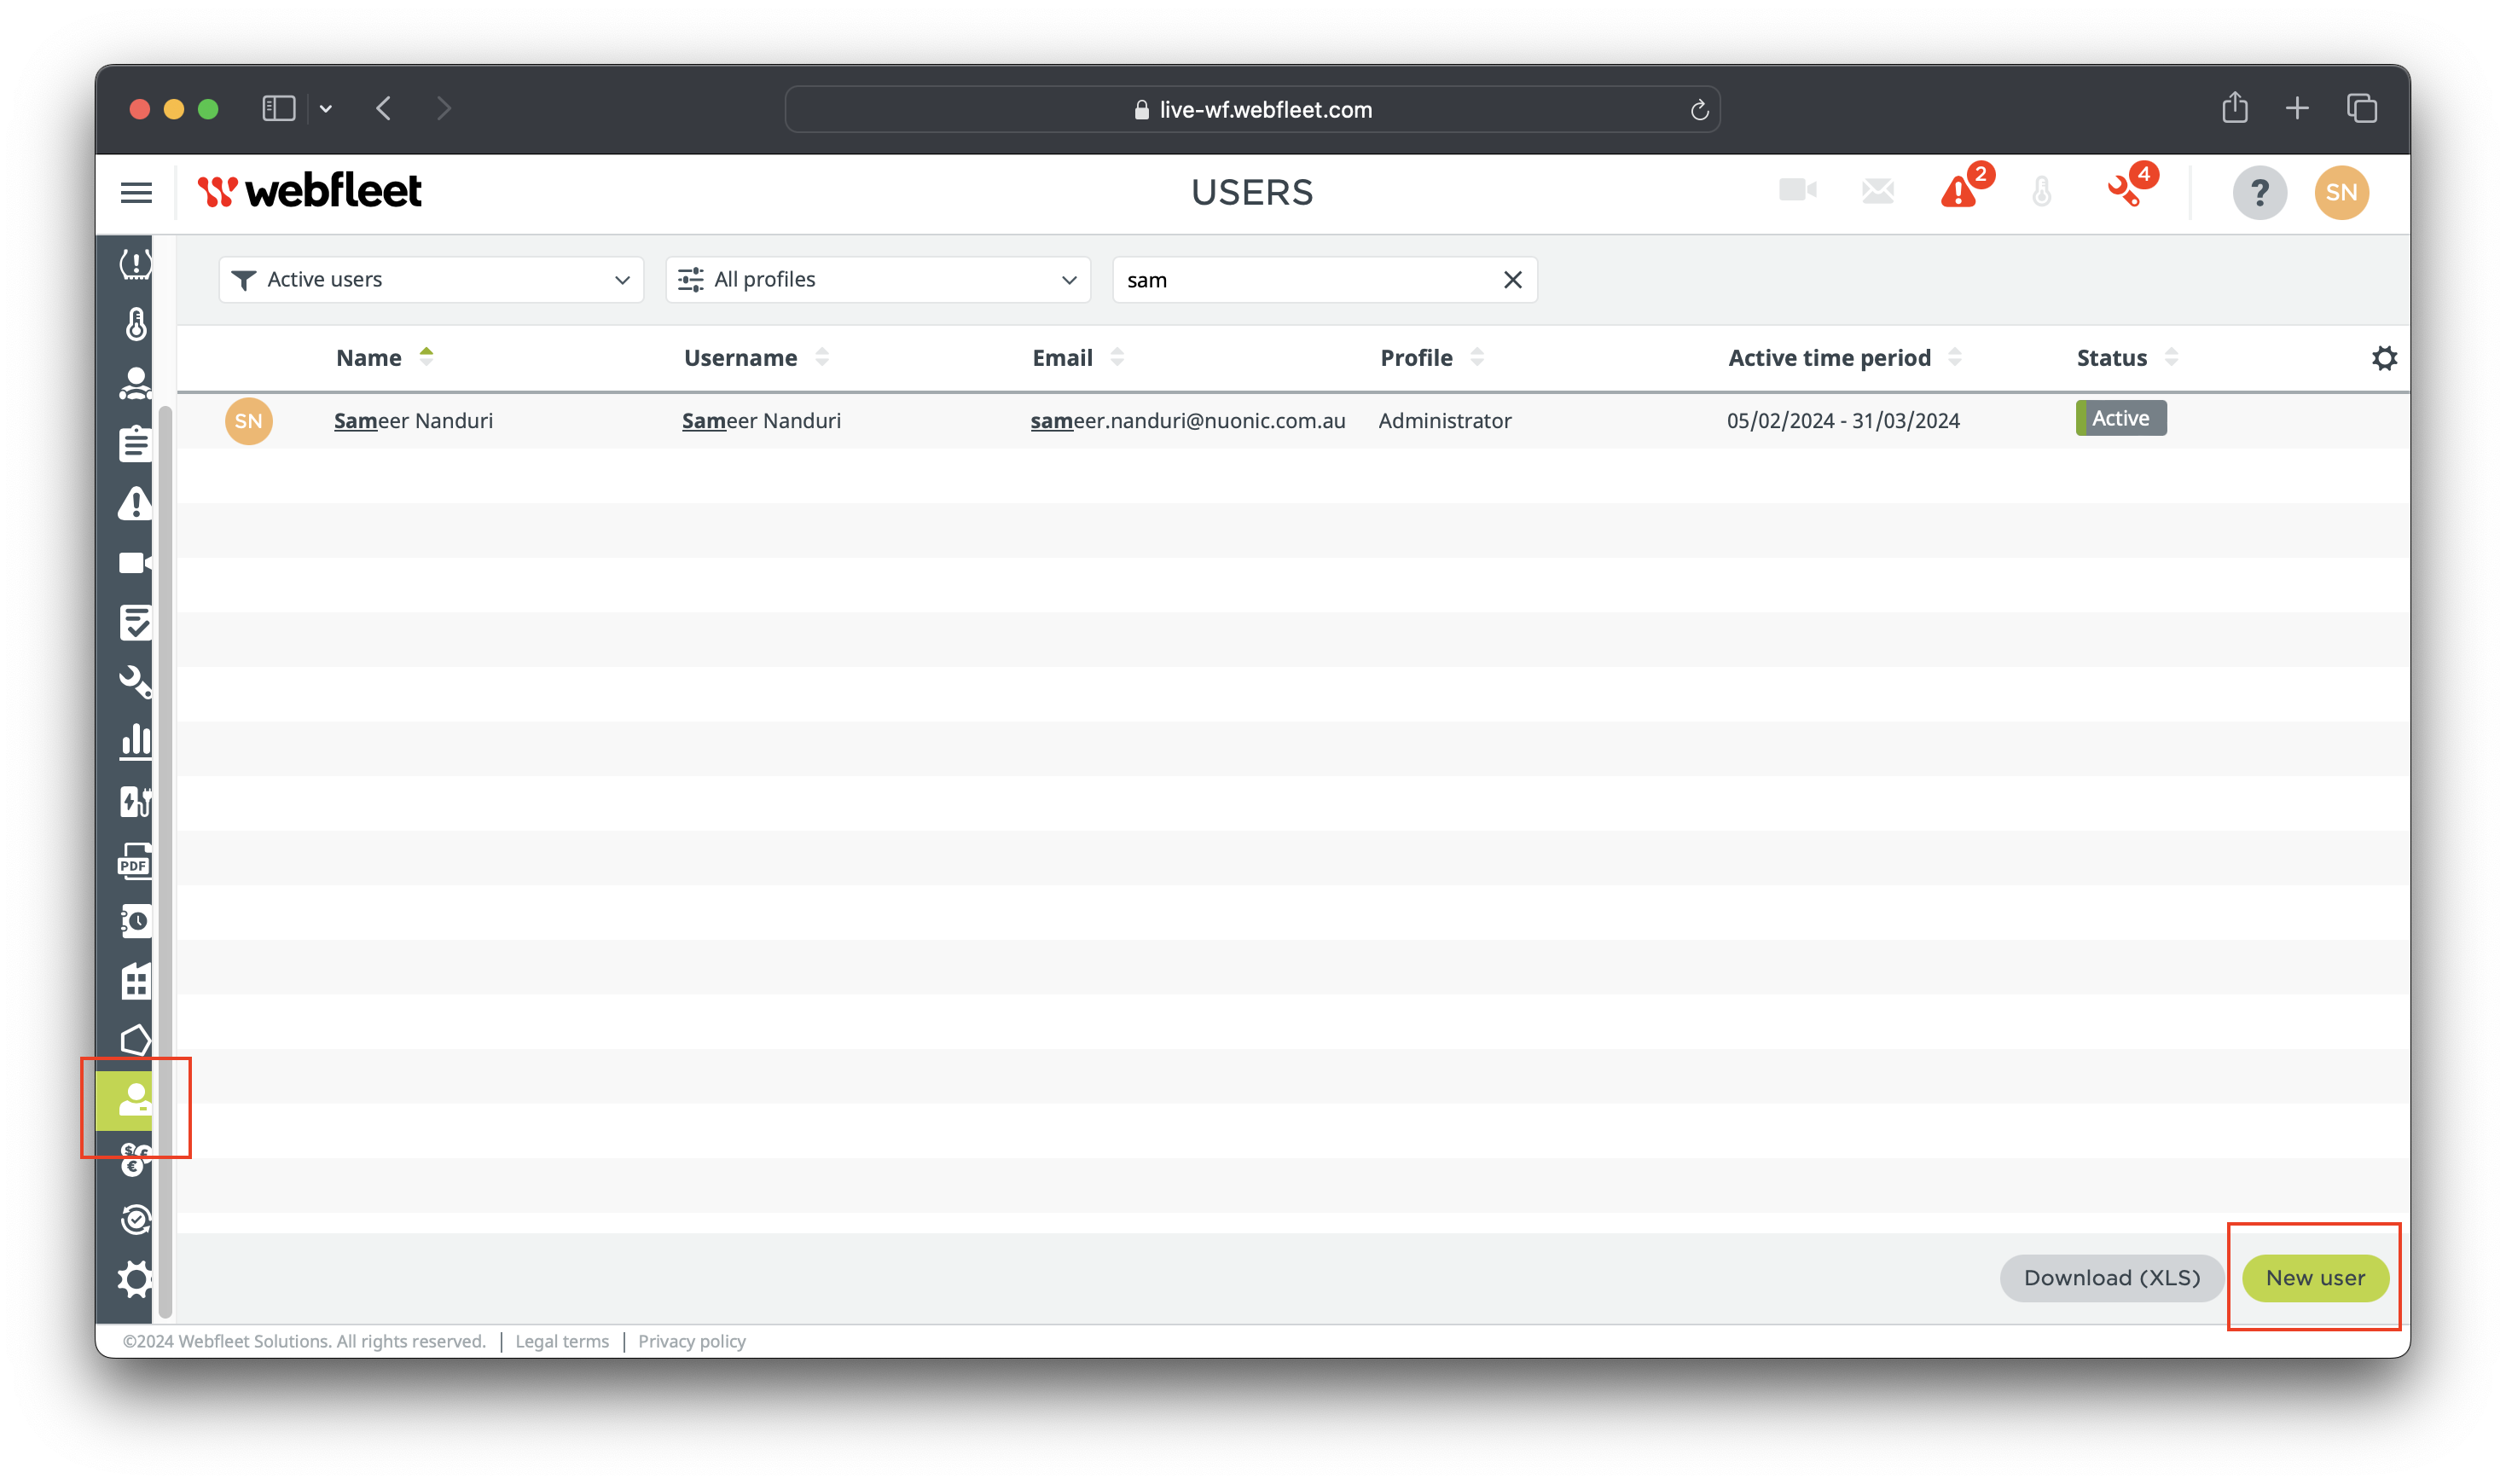 live-wf.webfleet.com
webfleet
USERS
2
4
?
SN
Active users
All profiles
sam
Name
Username
Email
Profile
Active time period
Status
SN
Sameer Nanduri
Sameer Nanduri
sameer.nanduri@nuonic.com.au
Administrator
05/02/2024 - 31/03/2024
Active
PDF
Download (XLS)
New user
©2024 Webfleet Solutions. All rights reserved. | Legal terms | Privacy policy